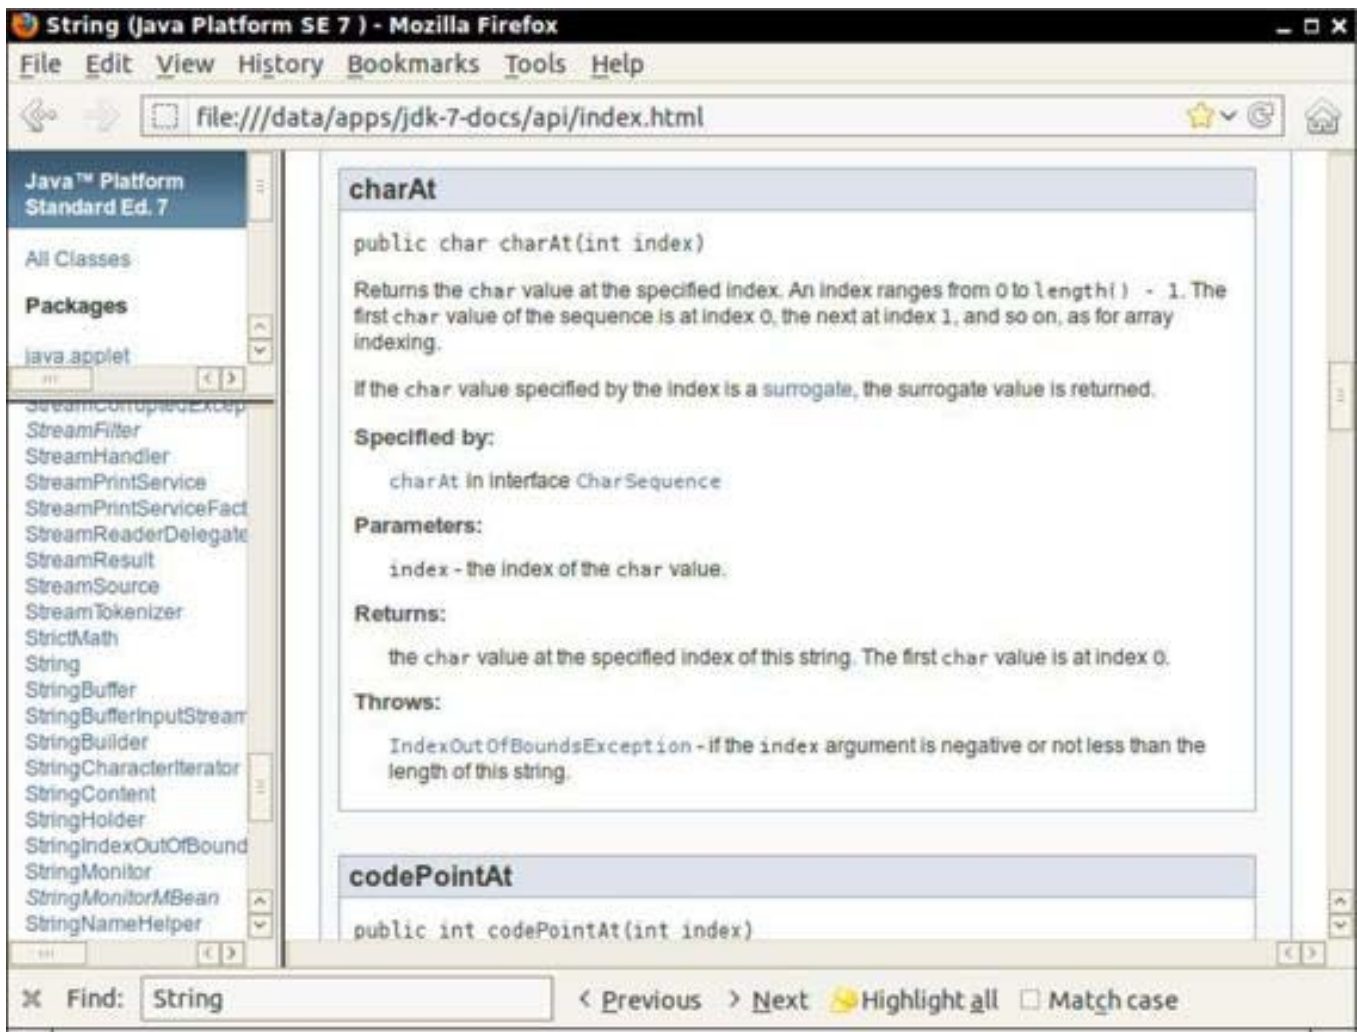 String (Java Platform SE 7 ) - Mozilla Firefox
File Edit View History Bookmarks Tools Help
file:///data/apps/jdk-7-docs/api/index.html
Java™ Platform
Standard Ed. 7
All Classes
Packages
java.applet
StreamCorruptedExcep
StreamFilter
StreamHandler
StreamPrintService
StreamPrintServiceFact
StreamReaderDelegate
StreamResult
StreamSource
StreamTokenizer
StrictMath
String
StringBuffer
StringBufferInputStream
StringBuilder
StringCharacterIterator
StringContent
StringHolder
StringIndexOutOfBound
StringMonitor
StringMonitorMBean
StringNameHelper
charAt
public char charAt(int index)
Returns the char value at the specified index. An index ranges from 0 to length() - 1. The
first char value of the sequence is at index 0, the next at index 1, and so on, as for array
indexing.
If the char value specified by the index is a surrogate, the surrogate value is returned.
Specified by:
charAt in interface CharSequence
Parameters:
index - the index of the char value.
Returns:
the char value at the specified index of this string. The first char value is at index 0.
Throws:
IndexOutOfBoundsException - if the index argument is negative or not less than the
length of this string.
codePointAt
public int codePointAt(int index)
Find: String < Previous > Next Highlight all Match case